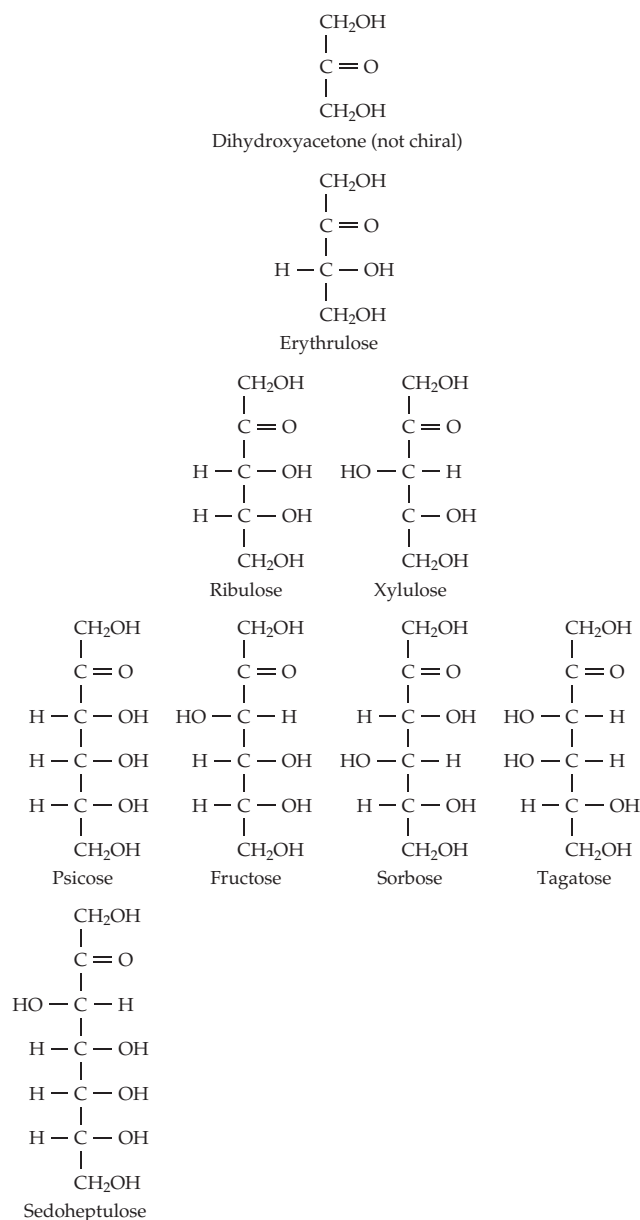 CH₂OH
C=O
CH₂OH
Dihydroxyacetone (not chiral)
CH₂OH
C=O
H—C—OH
CH₂OH
Erythrulose
CH₂OH CH₂OH
C=O C=O
H—C—OH HO—C—H
H—C—OH C—OH
CH₂OH CH₂OH
Ribulose Xylulose
CH₂OH CH₂OH CH₂OH CH₂OH
C=O C=O C=O C=O
H—C—OH HO—C—H H—C—OH HO—C—H
H—C—OH H—C—OH HO—C—H HO—C—H
H—C—OH H—C—OH H—C—OH H—C—OH
CH₂OH CH₂OH CH₂OH CH₂OH
Psicose Fructose Sorbose Tagatose
CH₂OH
C=O
HO—C—H
H—C—OH
H—C—OH
H—C—OH
CH₂OH
Sedoheptulose